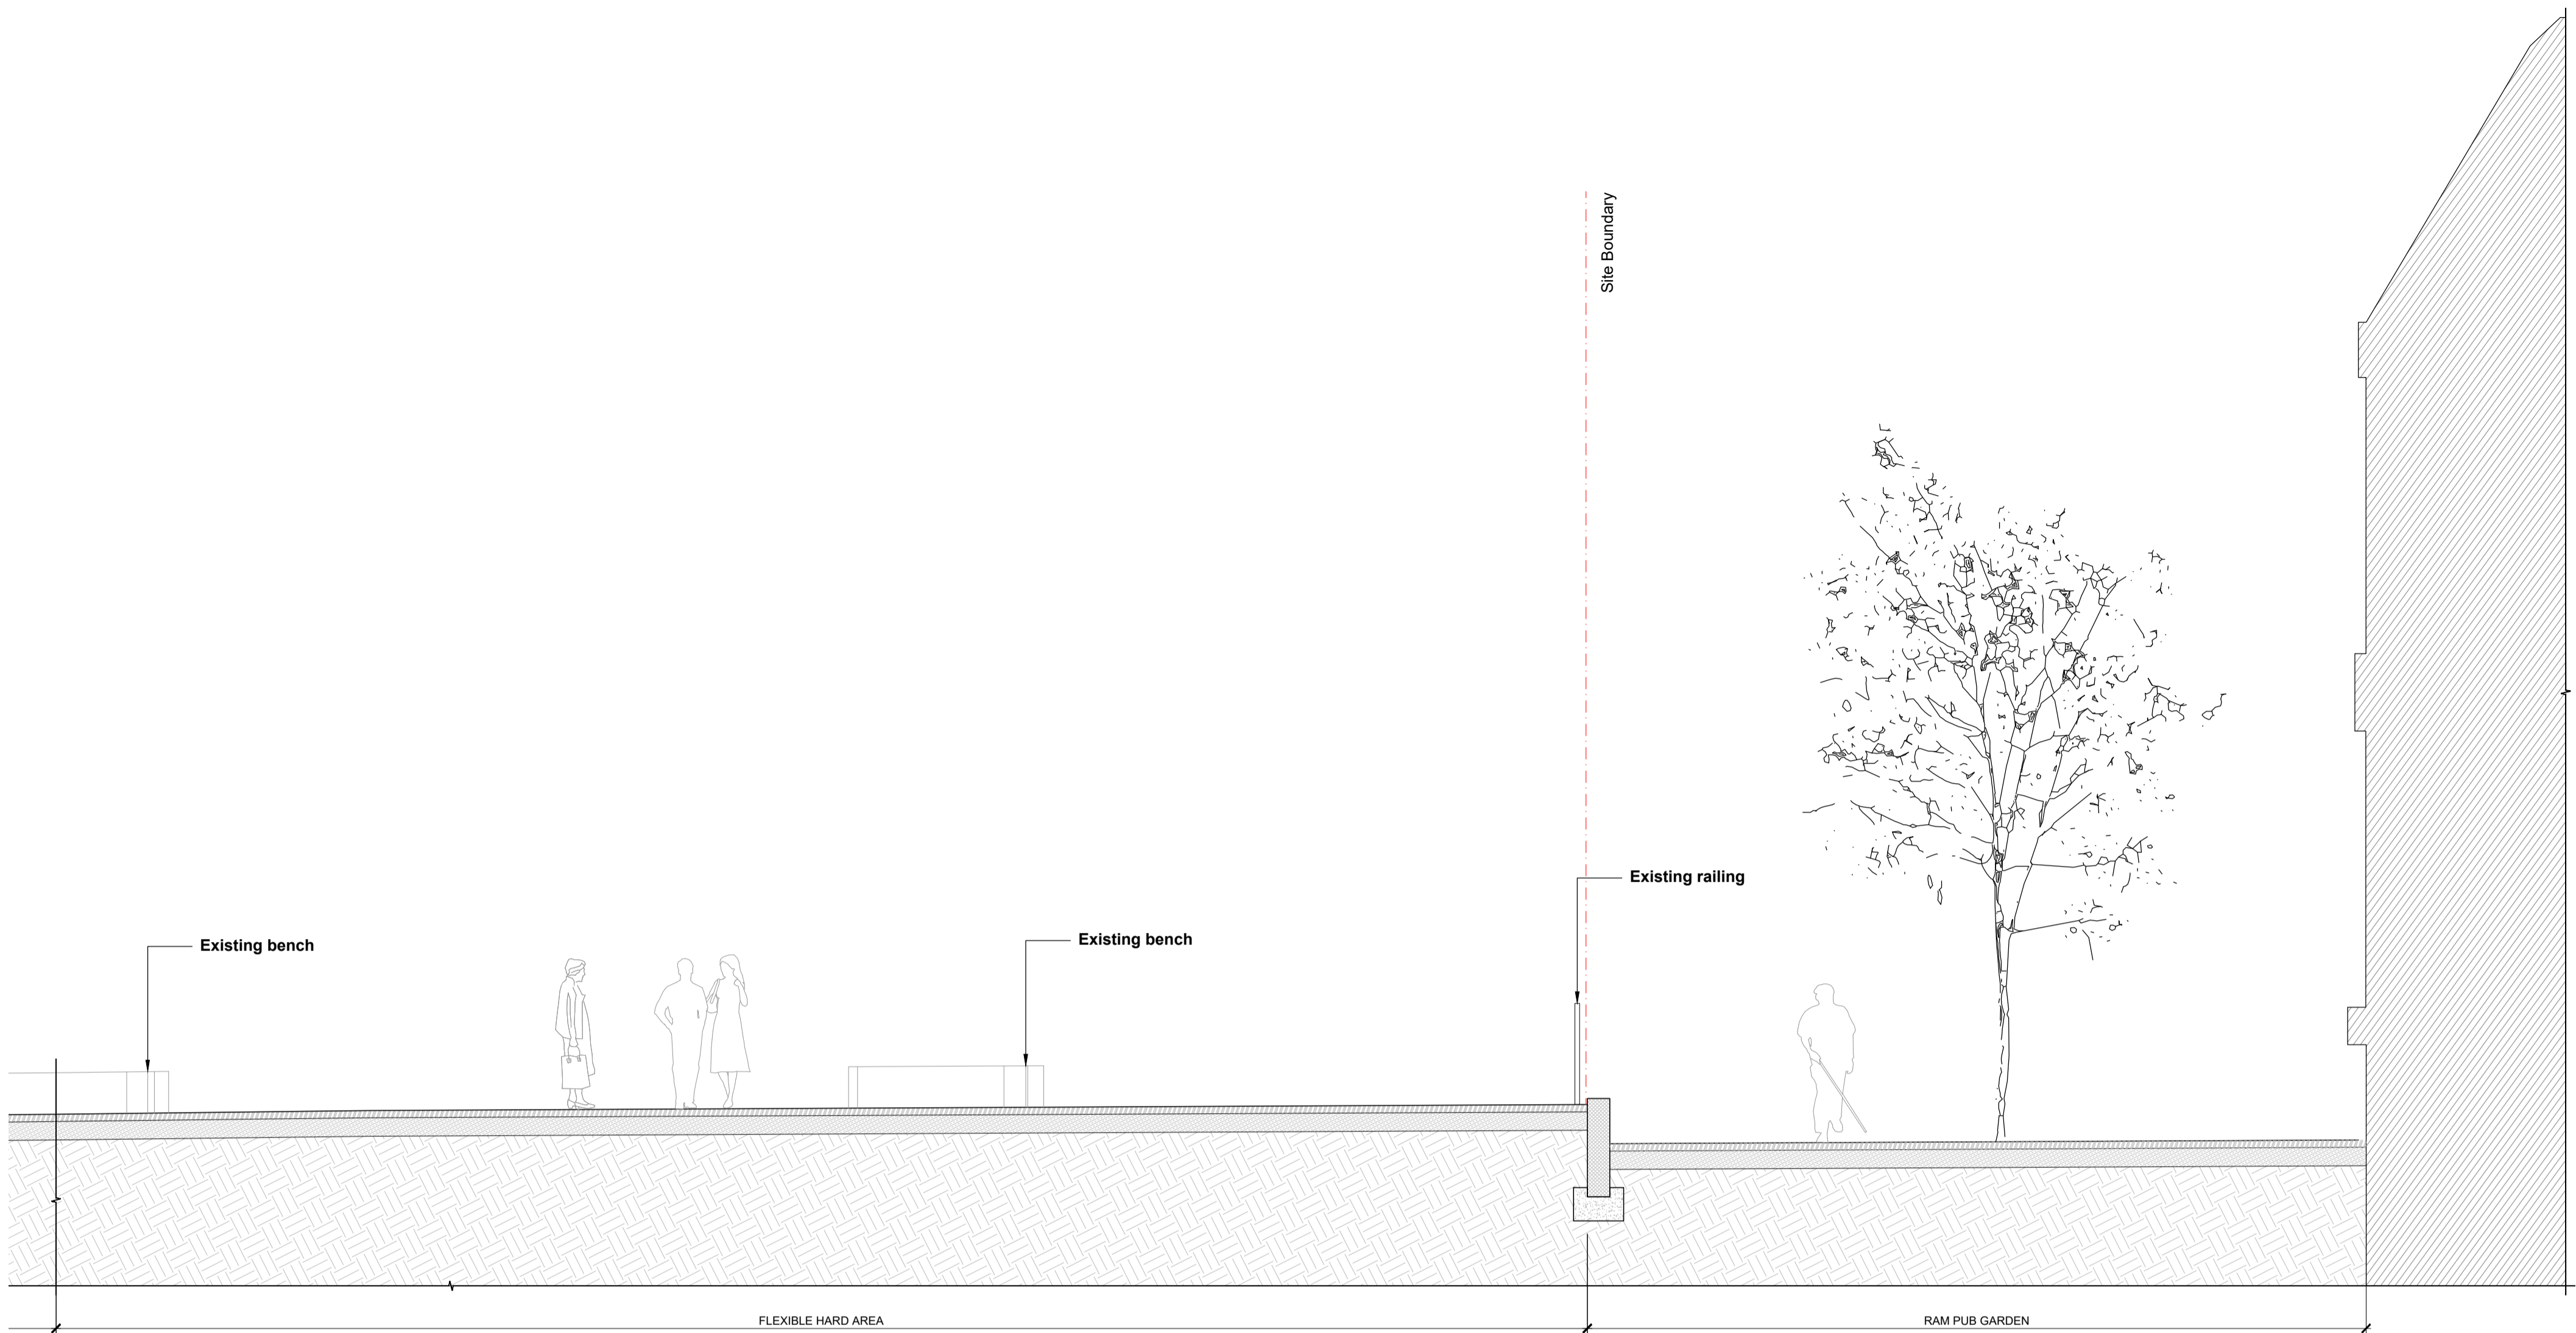 Site Boundary
Existing railing
Existing bench
Existing bench
FLEXIBLE HARD AREA
RAM PUB GARDEN